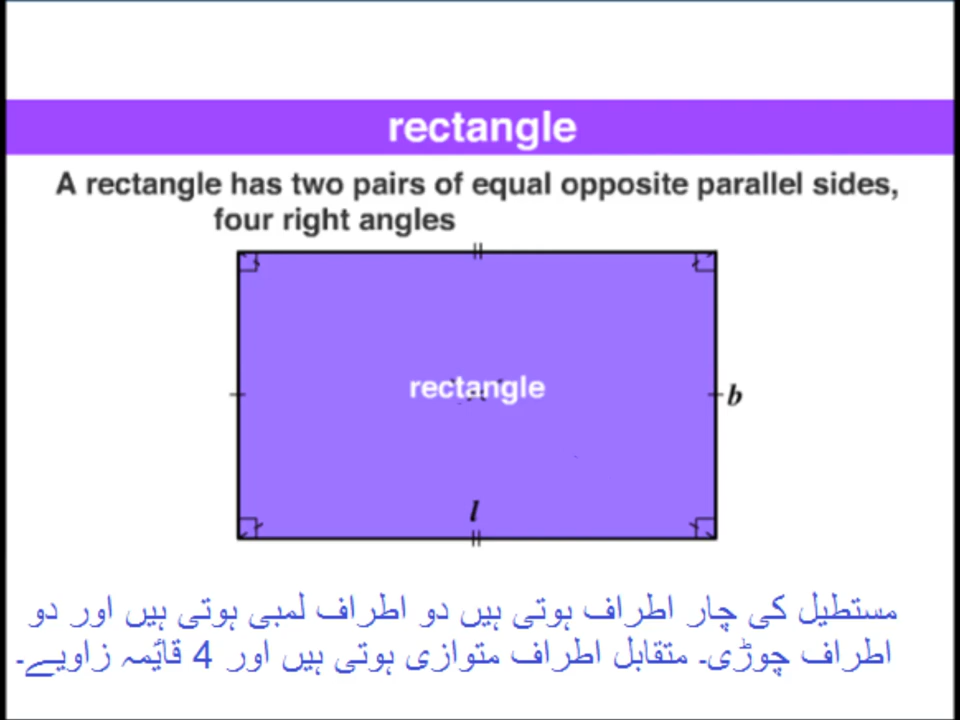 rectangle
A rectangle has two pairs of equal opposite parallel sides,
four right angles
rectangle
b
l
مستطیل کی چار اطراف ہوتی ہیں دو اطراف لمبی ہوتی ہیں اور دو
اطراف چوڑی۔ متقابل اطراف متوازی ہوتی ہیں اور 4 قائمہ زاویے۔